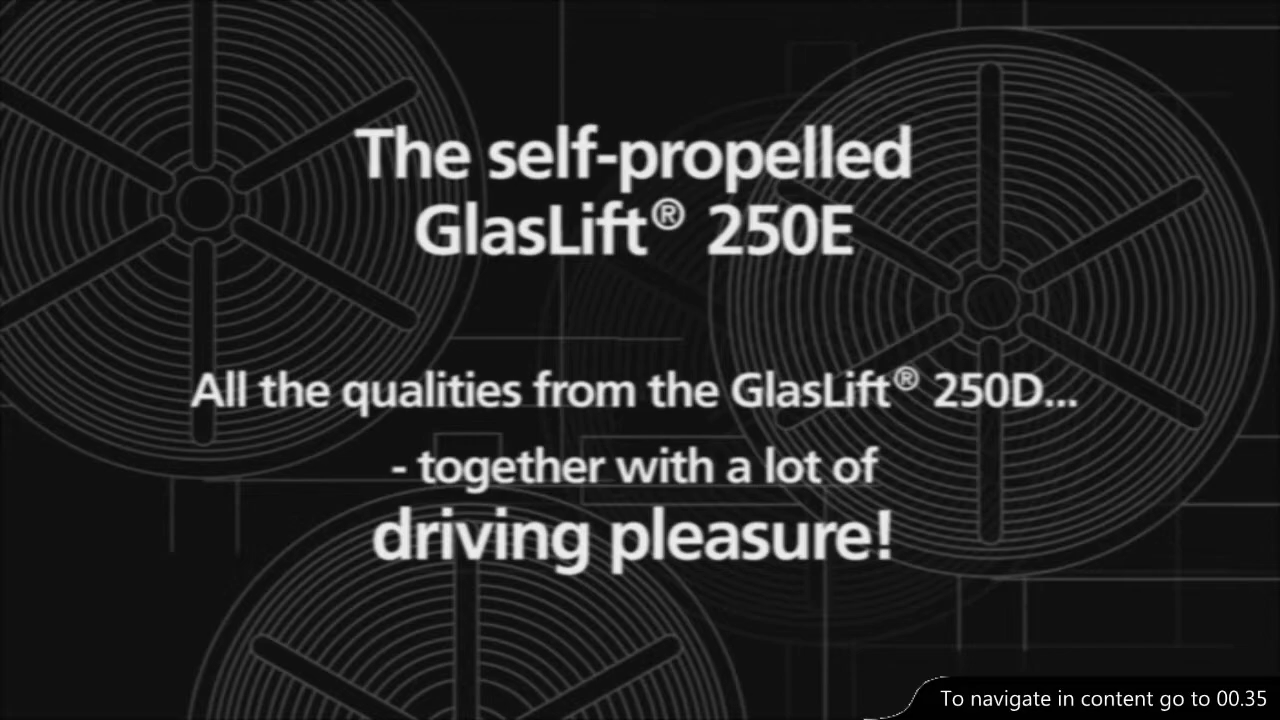 The self-propelled
GlasLift® 250E
All the qualities from the GlasLift® 250D...
- together with a lot of
driving pleasure!
To navigate in content go to 00.35